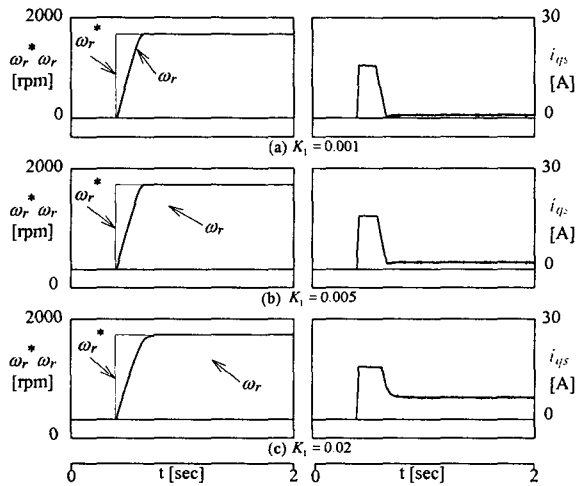 2000
30
ω_r^*
ω_r^* ω_r
[rpm]
ω_r
i_qs
[A]
0
0
(a) K_1 = 0.001
2000
30
ω_r^*
ω_r^* ω_r
[rpm]
ω_r
i_qs
[A]
0
0
(b) K_1 = 0.005
2000
30
ω_r^*
ω_r^* ω_r
[rpm]
ω_r
i_qs
[A]
0
0
(c) K_1 = 0.02
0
t [sec]
2
0
t [sec]
2